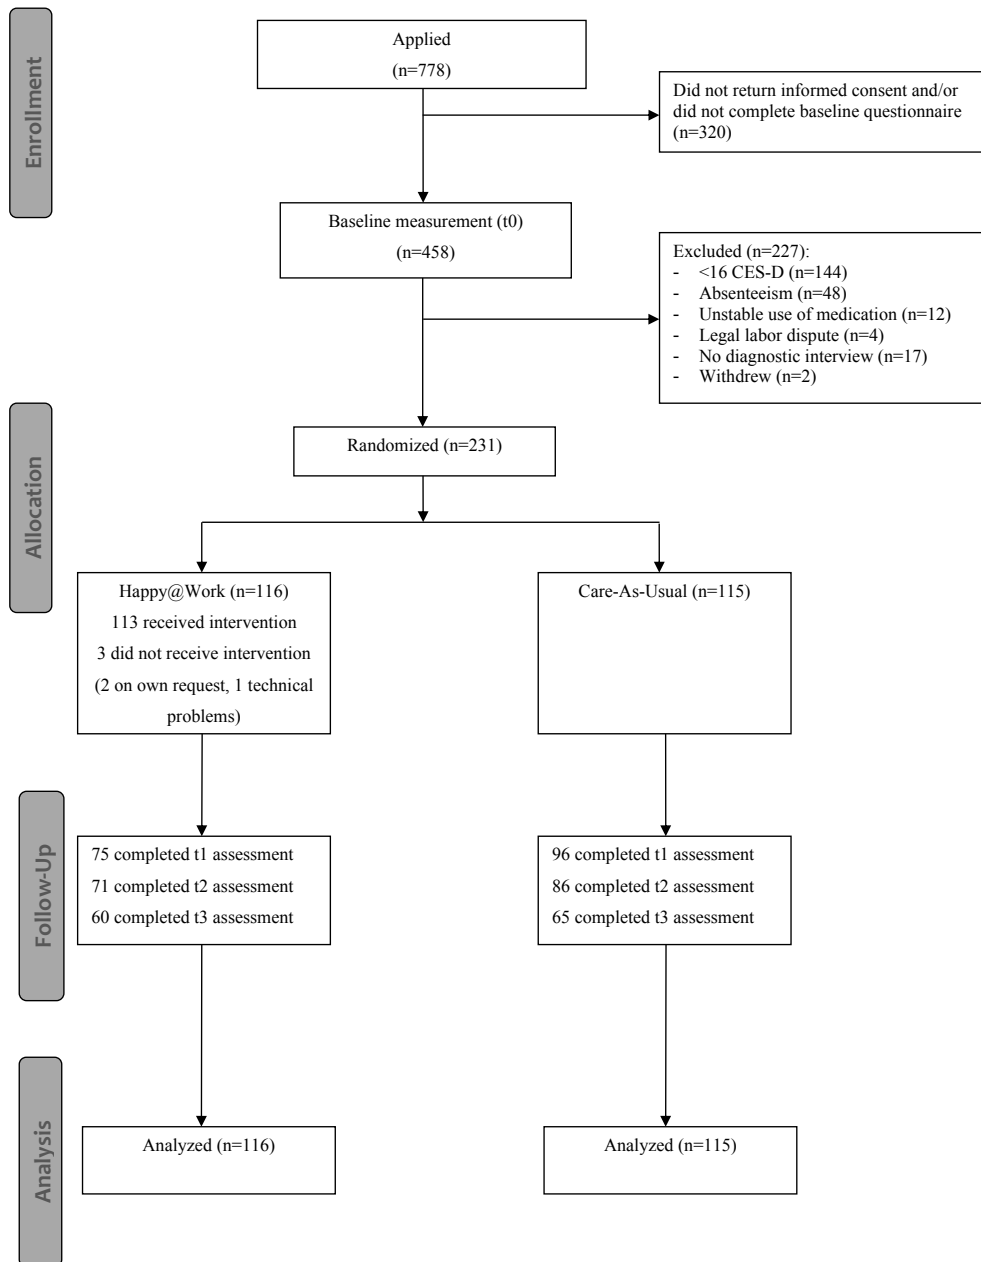 Enrollment
Applied
(n=778)
Did not return informed consent and/or
did not complete baseline questionnaire
(n=320)
Baseline measurement (t0)
(n=458)
Excluded (n=227):
- <16 CES-D (n=144)
- Absenteeism (n=48)
- Unstable use of medication (n=12)
- Legal labor dispute (n=4)
- No diagnostic interview (n=17)
- Withdrew (n=2)
Allocation
Randomized (n=231)
Happy@Work (n=116)
113 received intervention
3 did not receive intervention
(2 on own request, 1 technical
problems)
Care-As-Usual (n=115)
Follow-Up
75 completed t1 assessment
71 completed t2 assessment
60 completed t3 assessment
96 completed t1 assessment
86 completed t2 assessment
65 completed t3 assessment
Analysis
Analyzed (n=116)
Analyzed (n=115)